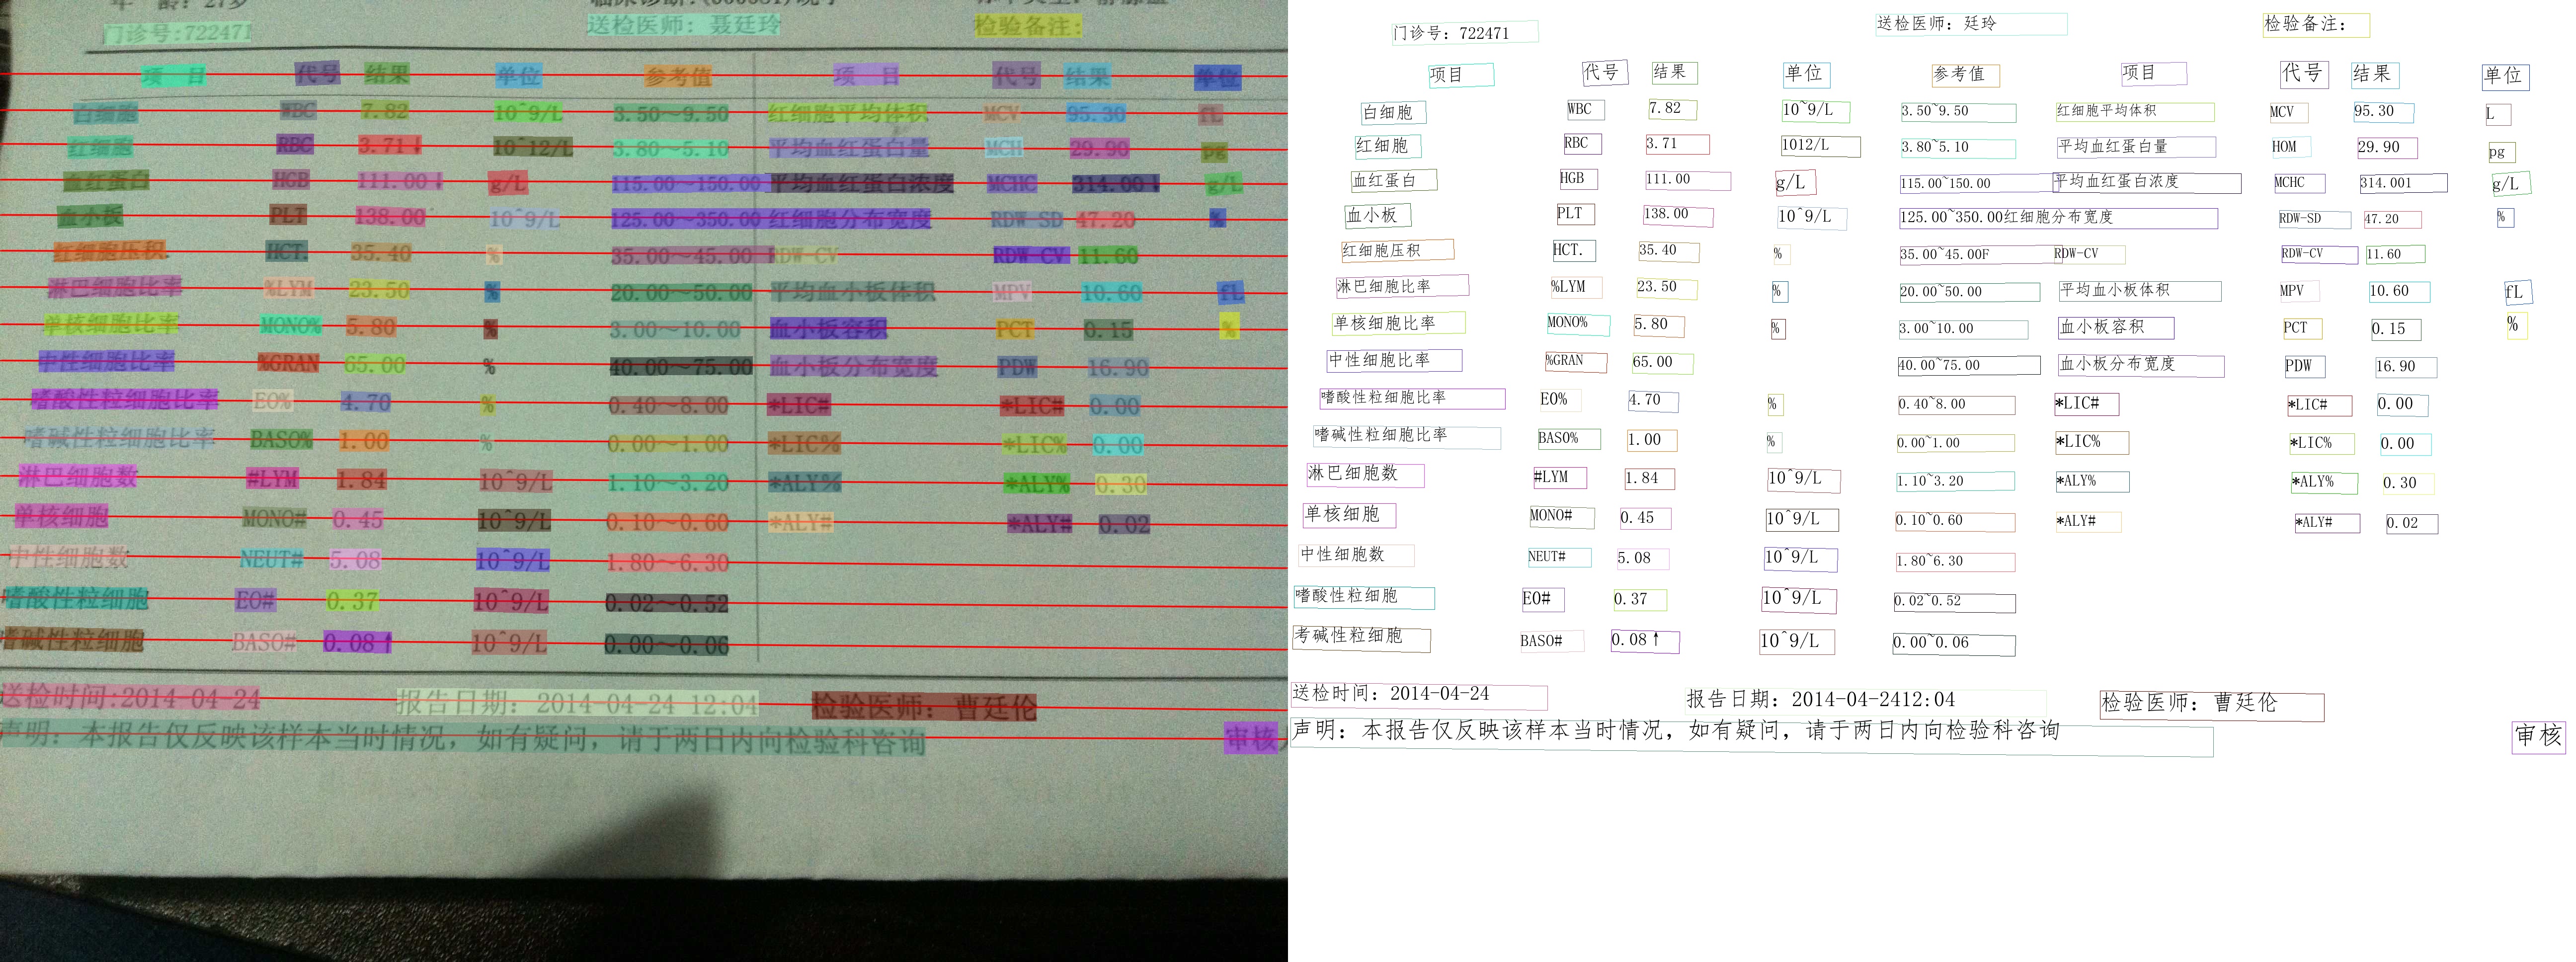 27岁
送检医师: 聂廷玲
检验备注:
门诊号:722471
项 目 代号 结果 单位 参考值 项 目 代号 结果 单位
白细胞 WBC 7.82 10^9/L 3.50～9.50 红细胞平均体积 MCV 95.30 fL
红细胞 RBC 3.71↓ 10^12/L 3.80～5.10 平均血红蛋白量 MCH 29.90 pg
血红蛋白 HGB 111.00↓ g/L 115.00～150.00 平均血红蛋白浓度 MCHC 314.00↓ g/L
血小板 PLT 138.00 10^9/L 125.00～350.00 红细胞分布宽度 RDW-SD 47.20 %
红细胞压积 HCT. 35.40 % 35.00～45.00 RDW-CV RDW-CV 11.60
淋巴细胞比率 %LYM 23.50 % 20.00～50.00 平均血小板体积 MPV 10.60 fL
单核细胞比率 MONO% 5.80 % 3.00～10.00 血小板容积 PCT 0.15 %
中性细胞比率 %GRAN 65.00 % 40.00～75.00 血小板分布宽度 PDW 16.90
嗜酸性粒细胞比率 EO% 4.70 % 0.40～8.00 *LIC# *LIC# 0.00
嗜碱性粒细胞比率 BASO% 1.00 % 0.00～1.00 *LIC% *LIC% 0.00
淋巴细胞数 #LYM 1.84 10^9/L 1.10～3.20 *ALY% *ALY% 0.30
单核细胞 MONO# 0.45 10^9/L 0.10～0.60 *ALY# *ALY# 0.02
中性细胞数 NEUT# 5.08 10^9/L 1.80～6.30
嗜酸性粒细胞 EO# 0.37 10^9/L 0.02～0.52
嗜碱性粒细胞 BASO# 0.08↑ 10^9/L 0.00～0.06
送检时间:2014-04-24 报告日期: 2014-04-24 12:04 检验医师: 曹廷伦
声明: 本报告仅反映该样本当时情况, 如有疑问, 请于两日内向检验科咨询 审核
门诊号: 722471 送检医师: 廷玲 检验备注:
项目 代号 结果 单位 参考值 项目 代号 结果 单位
白细胞 WBC 7.82 10~9/L 3.50~9.50 红细胞平均体积 MCV 95.30 L
红细胞 RBC 3.71 1012/L 3.80~5.10 平均血红蛋白量 HOM 29.90 pg
血红蛋白 HGB 111.00 g/L 115.00~150.00 平均血红蛋白浓度 MCHC 314.001 g/L
血小板 PLT 138.00 10^9/L 125.00~350.00红细胞分布宽度 RDW-SD 47.20 %
红细胞压积 HCT. 35.40 % 35.00~45.00F RDW-CV RDW-CV 11.60
淋巴细胞比率 %LYM 23.50 % 20.00~50.00 平均血小板体积 MPV 10.60 fL
单核细胞比率 MONO% 5.80 % 3.00~10.00 血小板容积 PCT 0.15 %
中性细胞比率 %GRAN 65.00 40.00~75.00 血小板分布宽度 PDW 16.90
嗜酸性粒细胞比率 EO% 4.70 % 0.40~8.00 *LIC# *LIC# 0.00
嗜碱性粒细胞比率 BASO% 1.00 % 0.00~1.00 *LIC% *LIC% 0.00
淋巴细胞数 #LYM 1.84 10^9/L 1.10~3.20 *ALY% *ALY% 0.30
单核细胞 MONO# 0.45 10^9/L 0.10~0.60 *ALY# *ALY# 0.02
中性细胞数 NEUT# 5.08 10^9/L 1.80~6.30
嗜酸性粒细胞 EO# 0.37 10^9/L 0.02~0.52
考碱性粒细胞 BASO# 0.08↑ 10^9/L 0.00~0.06
送检时间: 2014-04-24 报告日期: 2014-04-2412:04 检验医师: 曹廷伦
声明: 本报告仅反映该样本当时情况, 如有疑问, 请于两日内向检验科咨询 审核